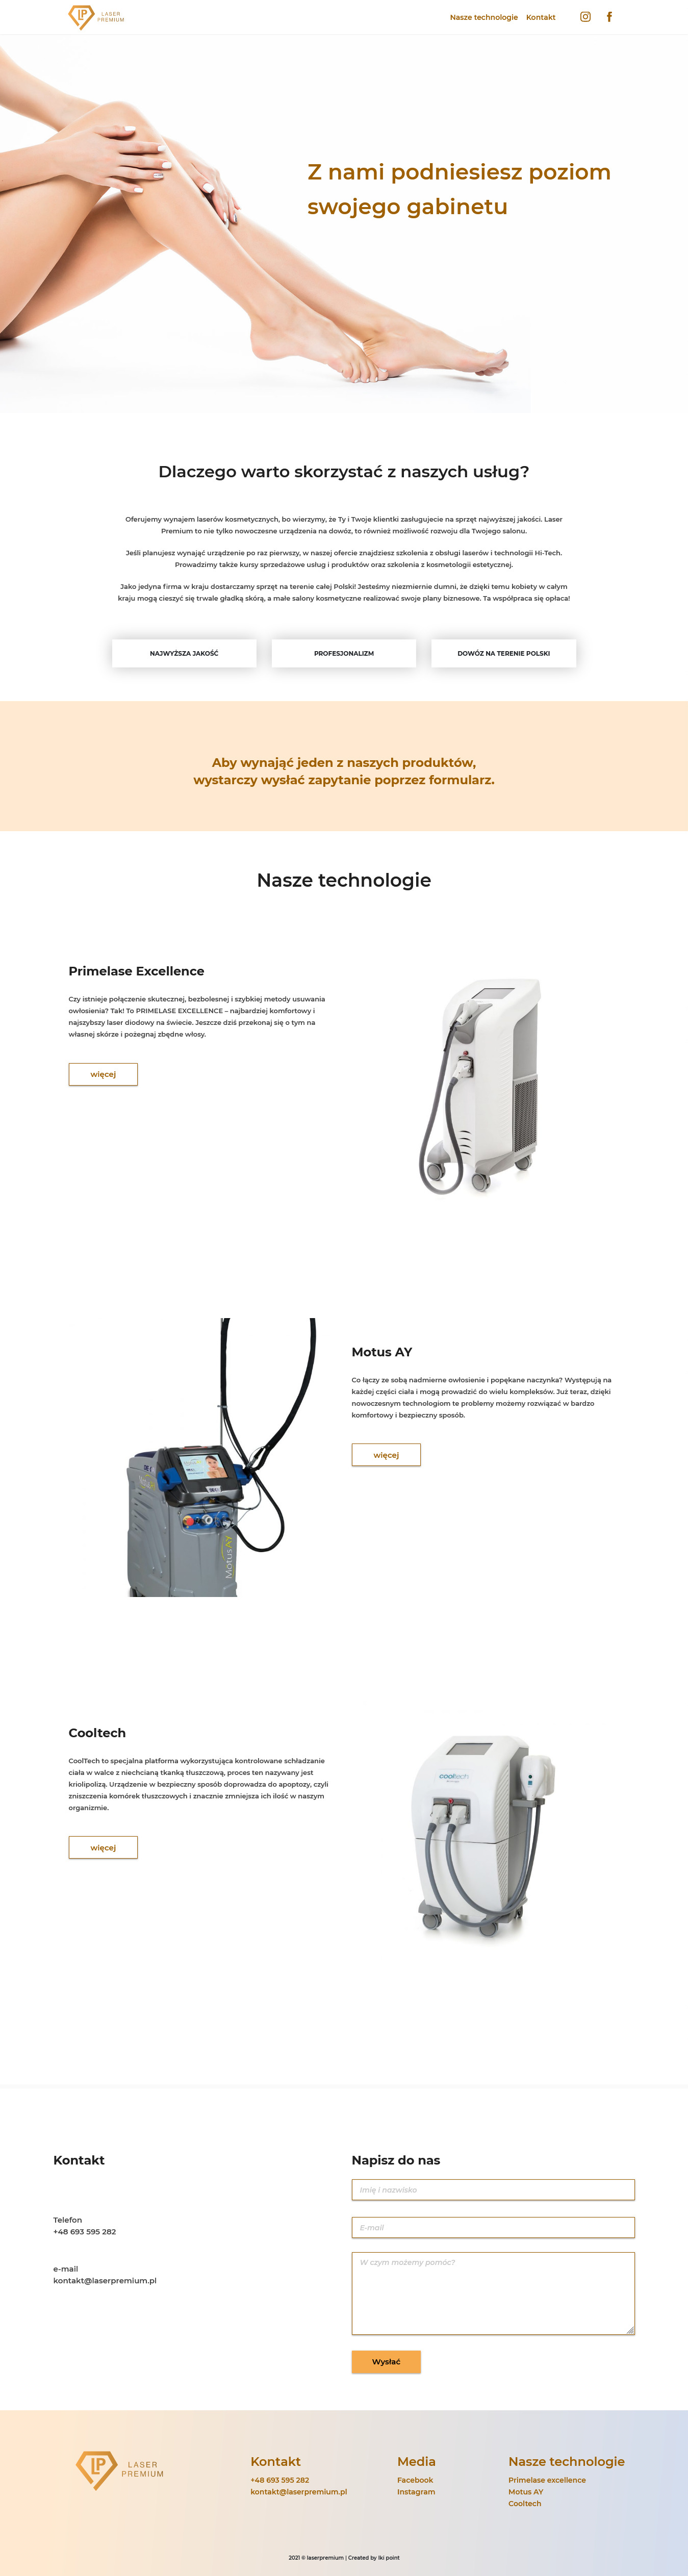 LP LASER
PREMIUM
Nasze technologie Kontakt
Z nami podniesiesz poziom
swojego gabinetu
Dlaczego warto skorzystać z naszych usług?
Oferujemy wynajem laserów kosmetycznych, bo wierzymy, że Ty i Twoje klientki zasługujecie na sprzęt najwyższej jakości. Laser
Premium to nie tylko nowoczesne urządzenia na dowóz, to również możliwość rozwoju dla Twojego salonu.
Jeśli planujesz wynająć urządzenie po raz pierwszy, w naszej ofercie znajdziesz szkolenia z obsługi laserów i technologii Hi-Tech.
Prowadzimy także kursy sprzedażowe usług i produktów oraz szkolenia z kosmetologii estetycznej.
Jako jedyna firma w kraju dostarczamy sprzęt na terenie całej Polski! Jesteśmy niezmiernie dumni, że dzięki temu kobiety w całym
kraju mogą cieszyć się trwale gładką skórą, a małe salony kosmetyczne realizować swoje plany biznesowe. Ta współpraca się opłaca!
NAJWYŻSZA JAKOŚĆ
PROFESJONALIZM
DOWÓZ NA TERENIE POLSKI
Aby wynająć jeden z naszych produktów,
wystarczy wysłać zapytanie poprzez formularz.
Nasze technologie
Primelase Excellence
Czy istnieje połączenie skutecznej, bezbolesnej i szybkiej metody usuwania
owłosienia? Tak! To PRIMELASE EXCELLENCE – najbardziej komfortowy i
najszybszy laser diodowy na świecie. Jeszcze dziś przekonaj się o tym na
własnej skórze i pożegnaj zbędne włosy.
więcej
Motus AY
Motus AY
Co łączy ze sobą nadmierne owłosienie i popękane naczynka? Występują na
każdej części ciała i mogą prowadzić do wielu kompleksów. Już teraz, dzięki
nowoczesnym technologiom te problemy możemy rozwiązać w bardzo
komfortowy i bezpieczny sposób.
więcej
Cooltech
CoolTech to specjalna platforma wykorzystująca kontrolowane schładzanie
ciała w walce z niechcianą tkanką tłuszczową, proces ten nazywany jest
kriolipolizą. Urządzenie w bezpieczny sposób doprowadza do apoptozy, czyli
zniszczenia komórek tłuszczowych i znacznie zmniejsza ich ilość w naszym
organizmie.
więcej
cooltech
Kontakt
Telefon
+48 693 595 282
e-mail
kontakt@laserpremium.pl
Napisz do nas
Imię i nazwisko
E-mail
W czym możemy pomóc?
Wysłać
LP LASER
PREMIUM
Kontakt
+48 693 595 282
kontakt@laserpremium.pl
Media
Facebook
Instagram
Nasze technologie
Primelase excellence
Motus AY
Cooltech
2021 © laserpremium | Created by Iki point